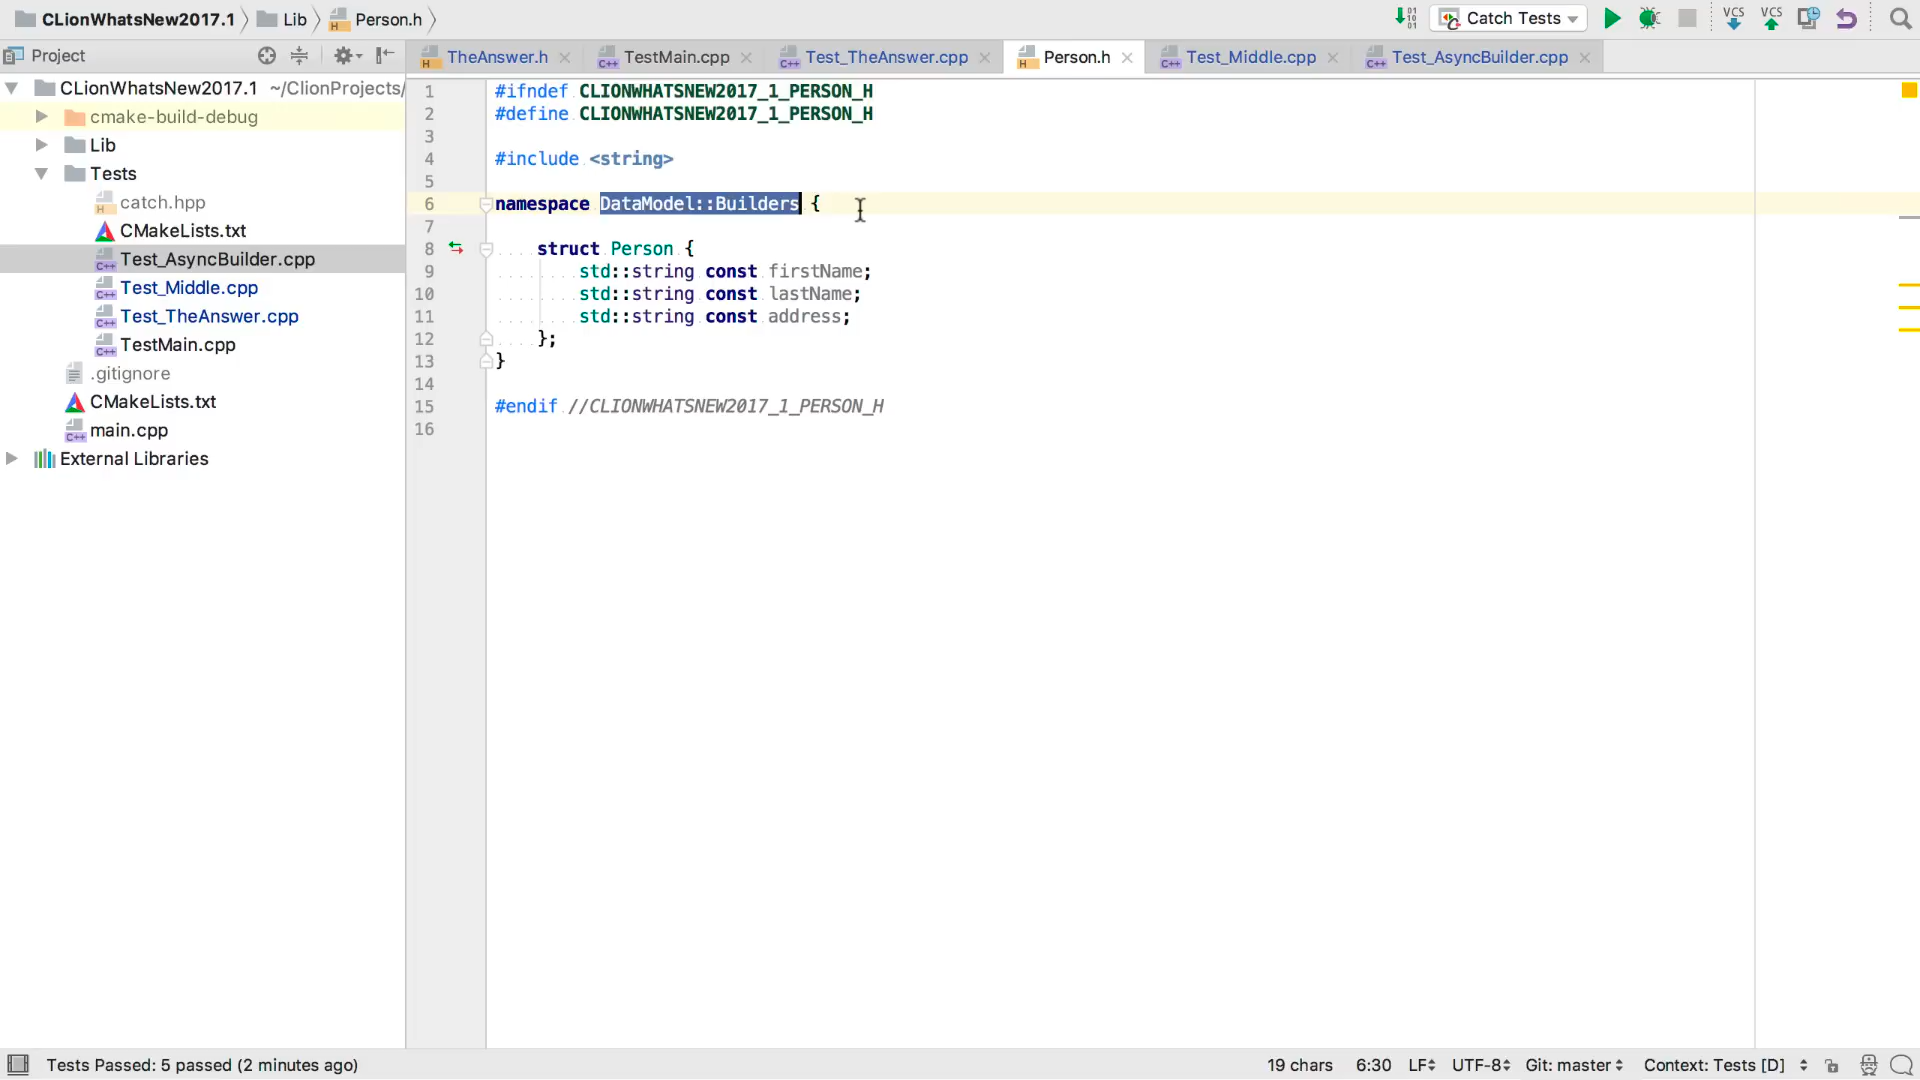 CLionWhatsNew2017.1 Lib Person.h
Catch Tests VCS VCS
Project
TheAnswer.h TestMain.cpp Test_TheAnswer.cpp Person.h Test_Middle.cpp Test_AsyncBuilder.cpp
CLionWhatsNew2017.1 ~/ClionProjects/
cmake-build-debug
Lib
Tests
catch.hpp
CMakeLists.txt
Test_AsyncBuilder.cpp
Test_Middle.cpp
Test_TheAnswer.cpp
TestMain.cpp
.gitignore
CMakeLists.txt
main.cpp
External Libraries
1 #ifndef CLIONWHATSNEW2017_1_PERSON_H
2 #define CLIONWHATSNEW2017_1_PERSON_H
3
4 #include <string>
5
6 namespace DataModel::Builders {
7
8 struct Person {
9 std::string const firstName;
10 std::string const lastName;
11 std::string const address;
12 };
13 }
14
15 #endif //CLIONWHATSNEW2017_1_PERSON_H
16
Tests Passed: 5 passed (2 minutes ago) 19 chars 6:30 LF UTF-8 Git: master Context: Tests [D]